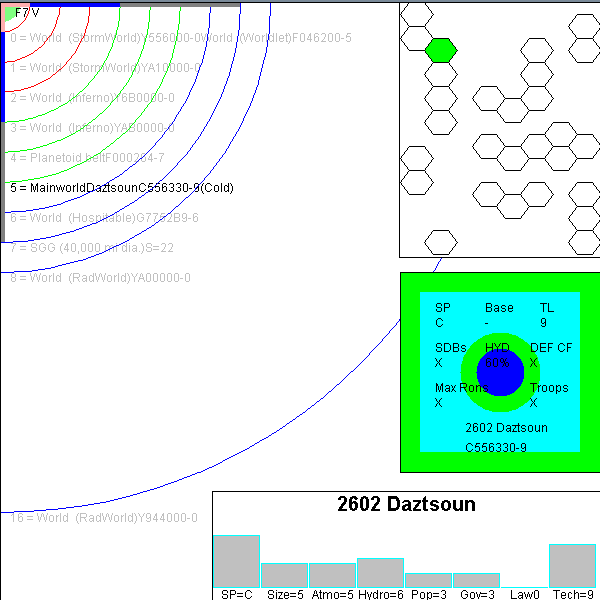 F7 V
0 = World (StormWorld)Y556000-0World (Worldlet)F046200-5
1 = World (StormWorld)YA10000-0
2 = World (Inferno)Y6B0000-0
3 = World (Inferno)YAB0000-0
4 = Planetoid beltF000204-7
5 = MainworldDaztsounC556330-9(Cold)
6 = World (Hospitable)G7752B9-6
7 = SGG (40,000 mi dia.)S=22
8 = World (RadWorld)YA00000-0
16 = World (RadWorld)Y944000-0
SP Base TL
C - 9
SDBs HYD DEF CF
X 60% X
Max Troops
X X
2602 Daztsoun
C556330-9
2602 Daztsoun
SP=C Size=5 Atmo=5 Hydro=6 Pop=3 Gov=3 Law0 Tech=9